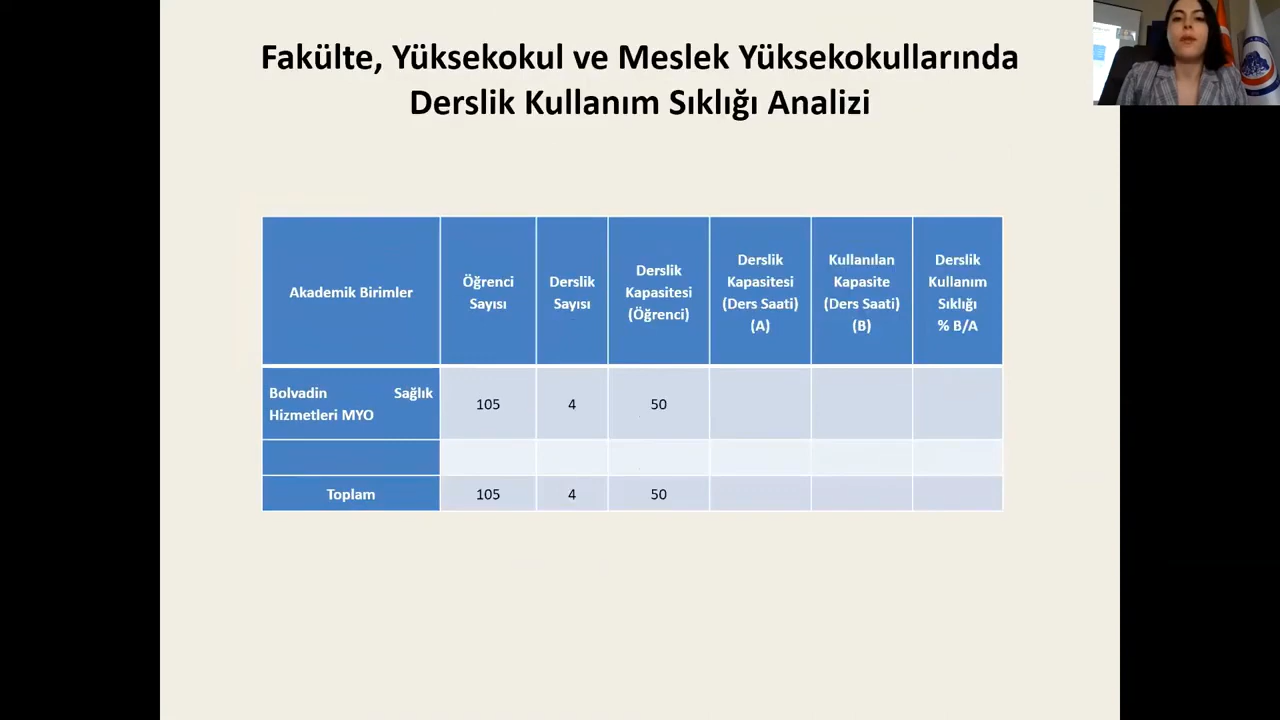 Fakülte, Yüksekokul ve Meslek Yüksekokullarında
Derslik Kullanım Sıklığı Analizi
Akademik Birimler
Öğrenci
Sayısı
Derslik
Sayısı
Derslik
Kapasitesi
(Öğrenci)
Derslik
Kapasitesi
(Ders Saati)
(A)
Kullanılan
Kapasite
(Ders Saati)
(B)
Derslik
Kullanım
Sıklığı
% B/A
Bolvadin Sağlık
Hizmetleri MYO
105
4
50
Toplam
105
4
50